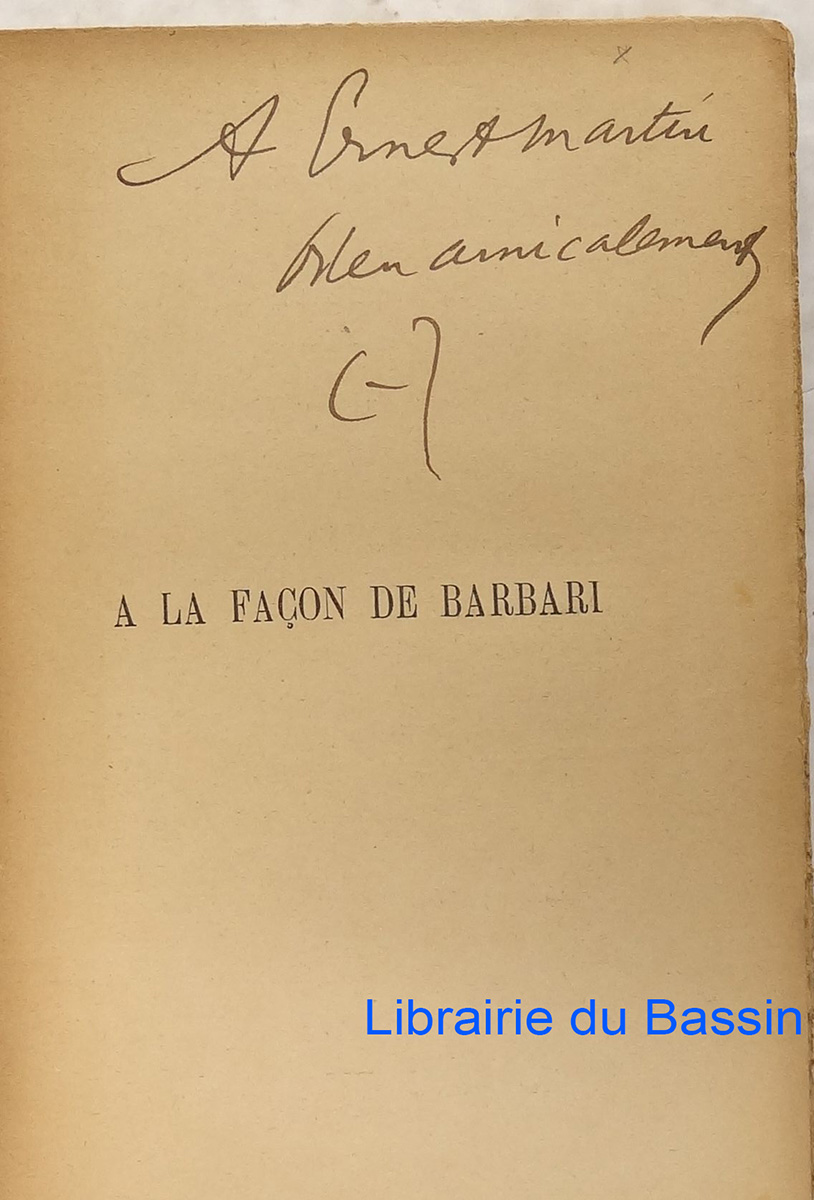 A Ernest Martin
bien amicalement
A LA FAÇON DE BARBARI
Librairie du Bassin